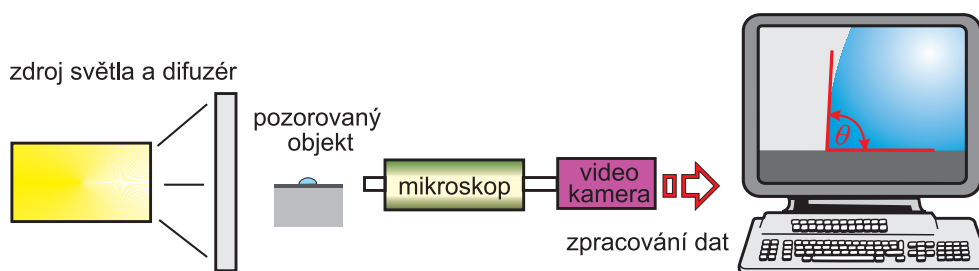 zdroj světla a difuzér
pozorovaný
objekt
mikroskop
video
kamera
zpracování dat
θ